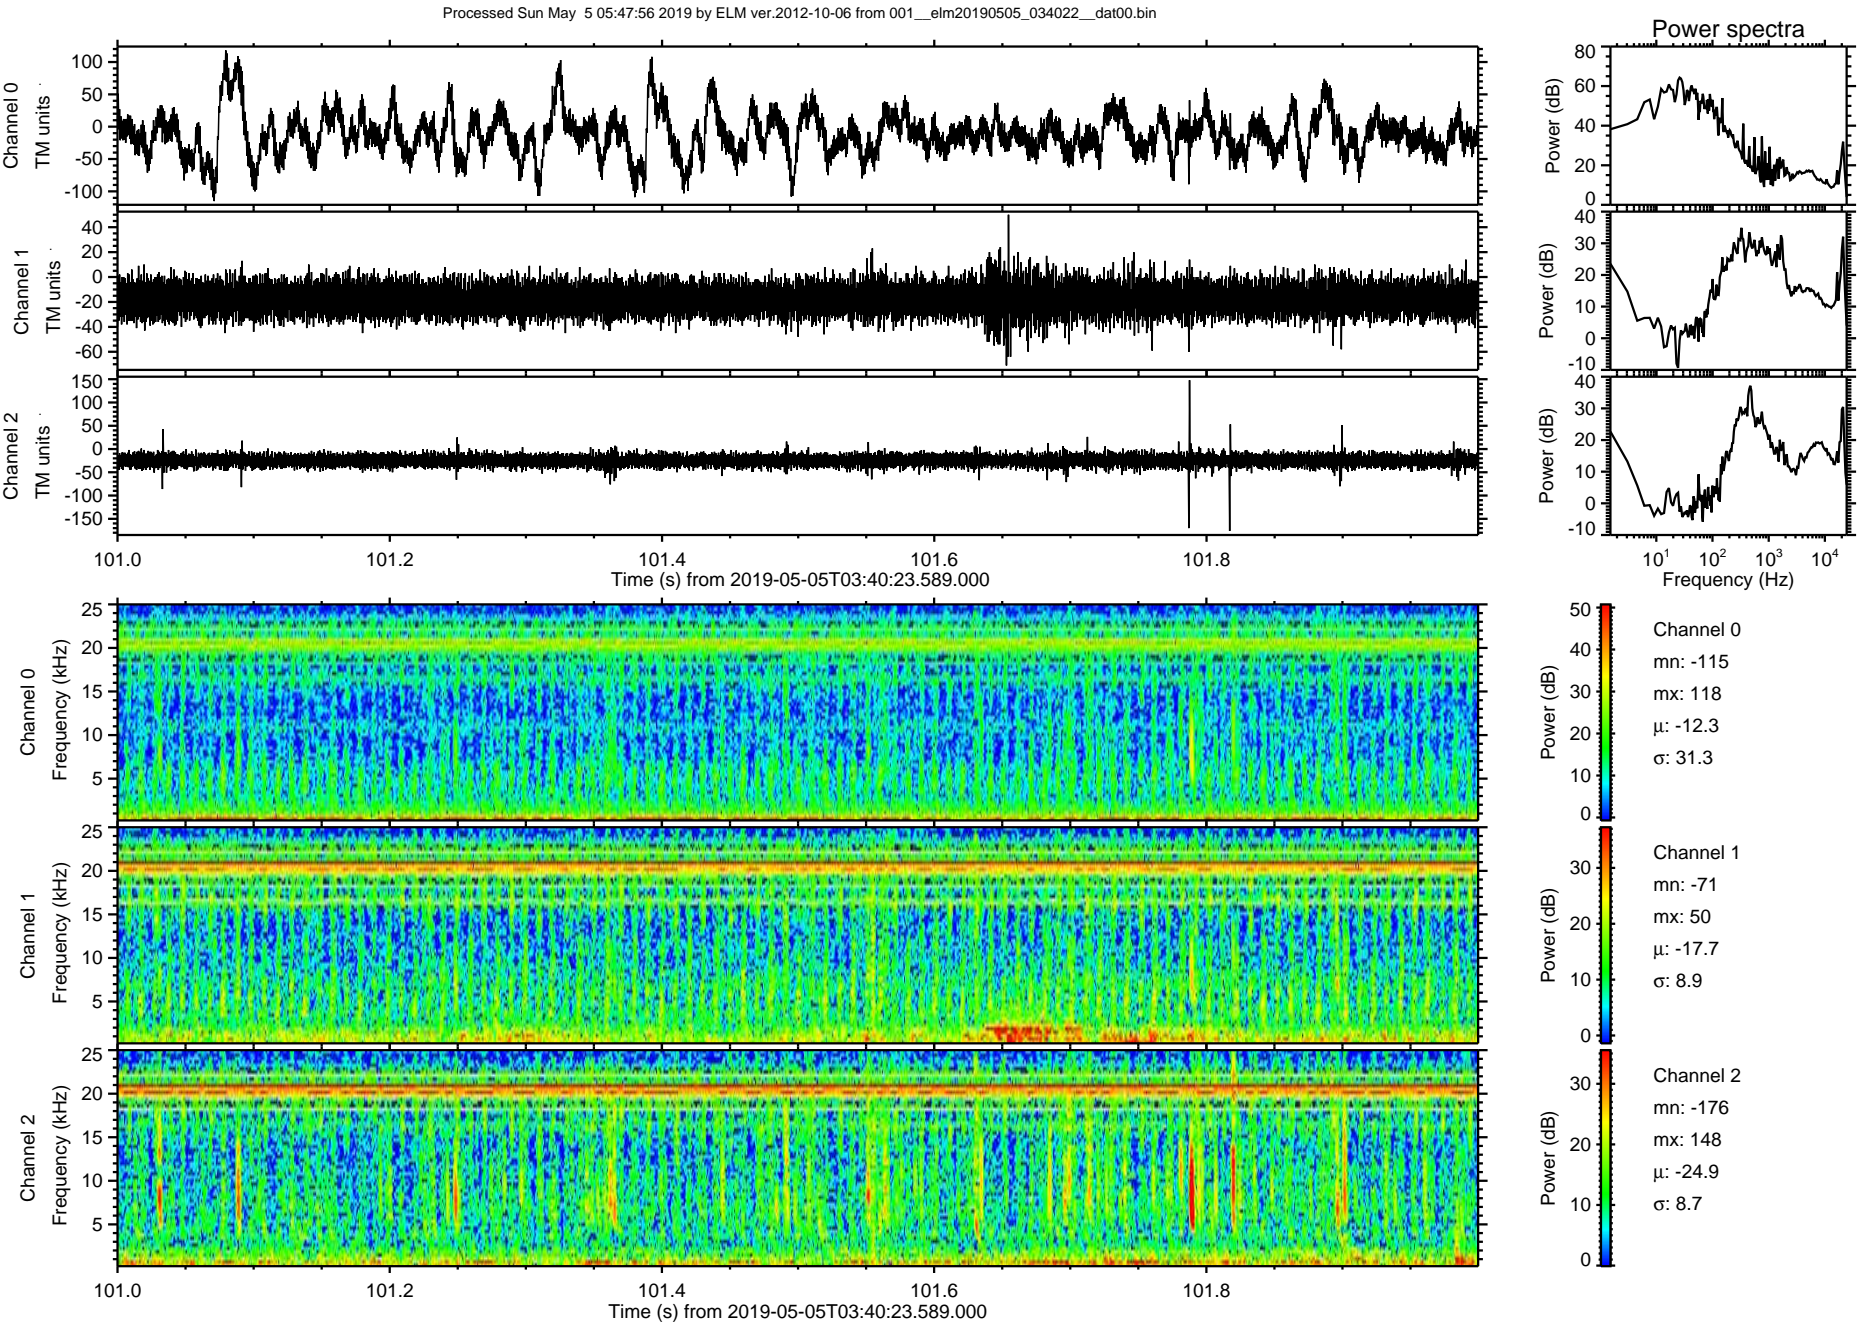 Processed Sun May  5 05:47:56 2019 by ELM ver.2012-10-06 from 001__elm20190505_034022__dat00.bin
Power spectra
Channel 0
TM units
100
50
0
-50
-100
Power (dB)
80
60
40
20
0
Channel 1
TM units
40
20
0
-20
-40
-60
Power (dB)
40
30
20
10
0
-10
Channel 2
TM units
150
100
50
0
-50
-100
-150
Power (dB)
40
30
20
10
0
-10
101.0 101.2 101.4 101.6 101.8
Time (s) from 2019-05-05T03:40:23.589.000
10¹ 10² 10³ 10⁴
Frequency (Hz)
Channel 0
Frequency (kHz)
25
20
15
10
5
Power (dB)
50
40
30
20
10
0
Channel 0
mn: -115
mx: 118
μ: -12.3
σ: 31.3
Channel 1
Frequency (kHz)
25
20
15
10
5
Power (dB)
30
20
10
0
Channel 1
mn: -71
mx: 50
μ: -17.7
σ: 8.9
Channel 2
Frequency (kHz)
25
20
15
10
5
Power (dB)
30
20
10
0
Channel 2
mn: -176
mx: 148
μ: -24.9
σ: 8.7
101.0 101.2 101.4 101.6 101.8
Time (s) from 2019-05-05T03:40:23.589.000